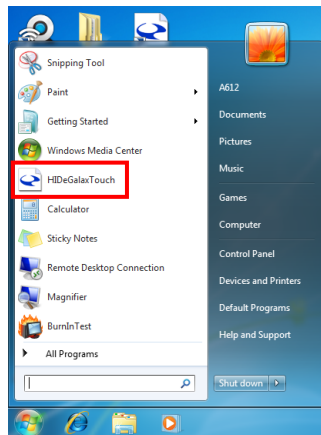 Snipping Tool
Paint
Getting Started
Windows Media Center
HIDeGalaxTouch
Calculator
Sticky Notes
Remote Desktop Connection
Magnifier
BurnInTest
All Programs
A612
Documents
Pictures
Music
Games
Computer
Control Panel
Devices and Printers
Default Programs
Help and Support
Shut down